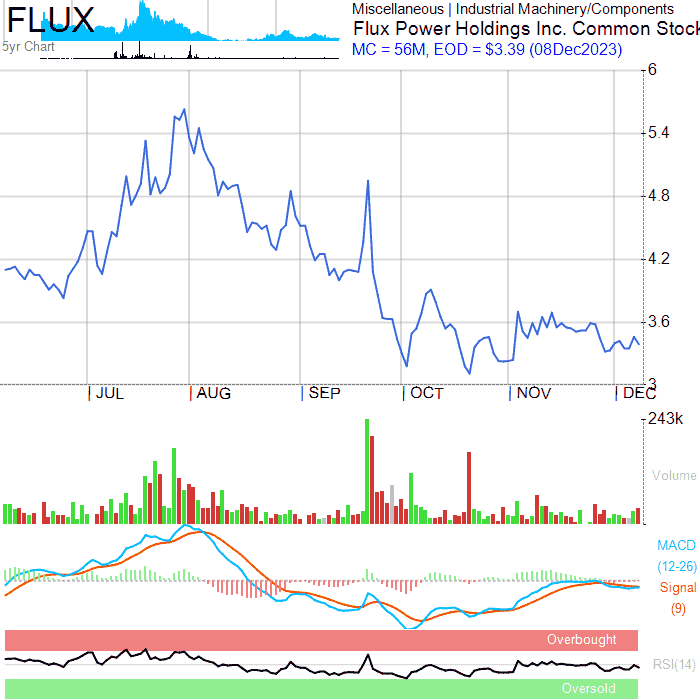 FLUX
5yr Chart
Miscellaneous | Industrial Machinery/Components
Flux Power Holdings Inc. Common Stock
MC = 56M, EOD = $3.39 (08Dec2023)
6
5.4
4.8
4.2
3.6
3
JUL AUG SEP OCT NOV DEC
243k
Volume
MACD
(12-26)
Signal
(9)
Overbought
RSI(14)
Oversold